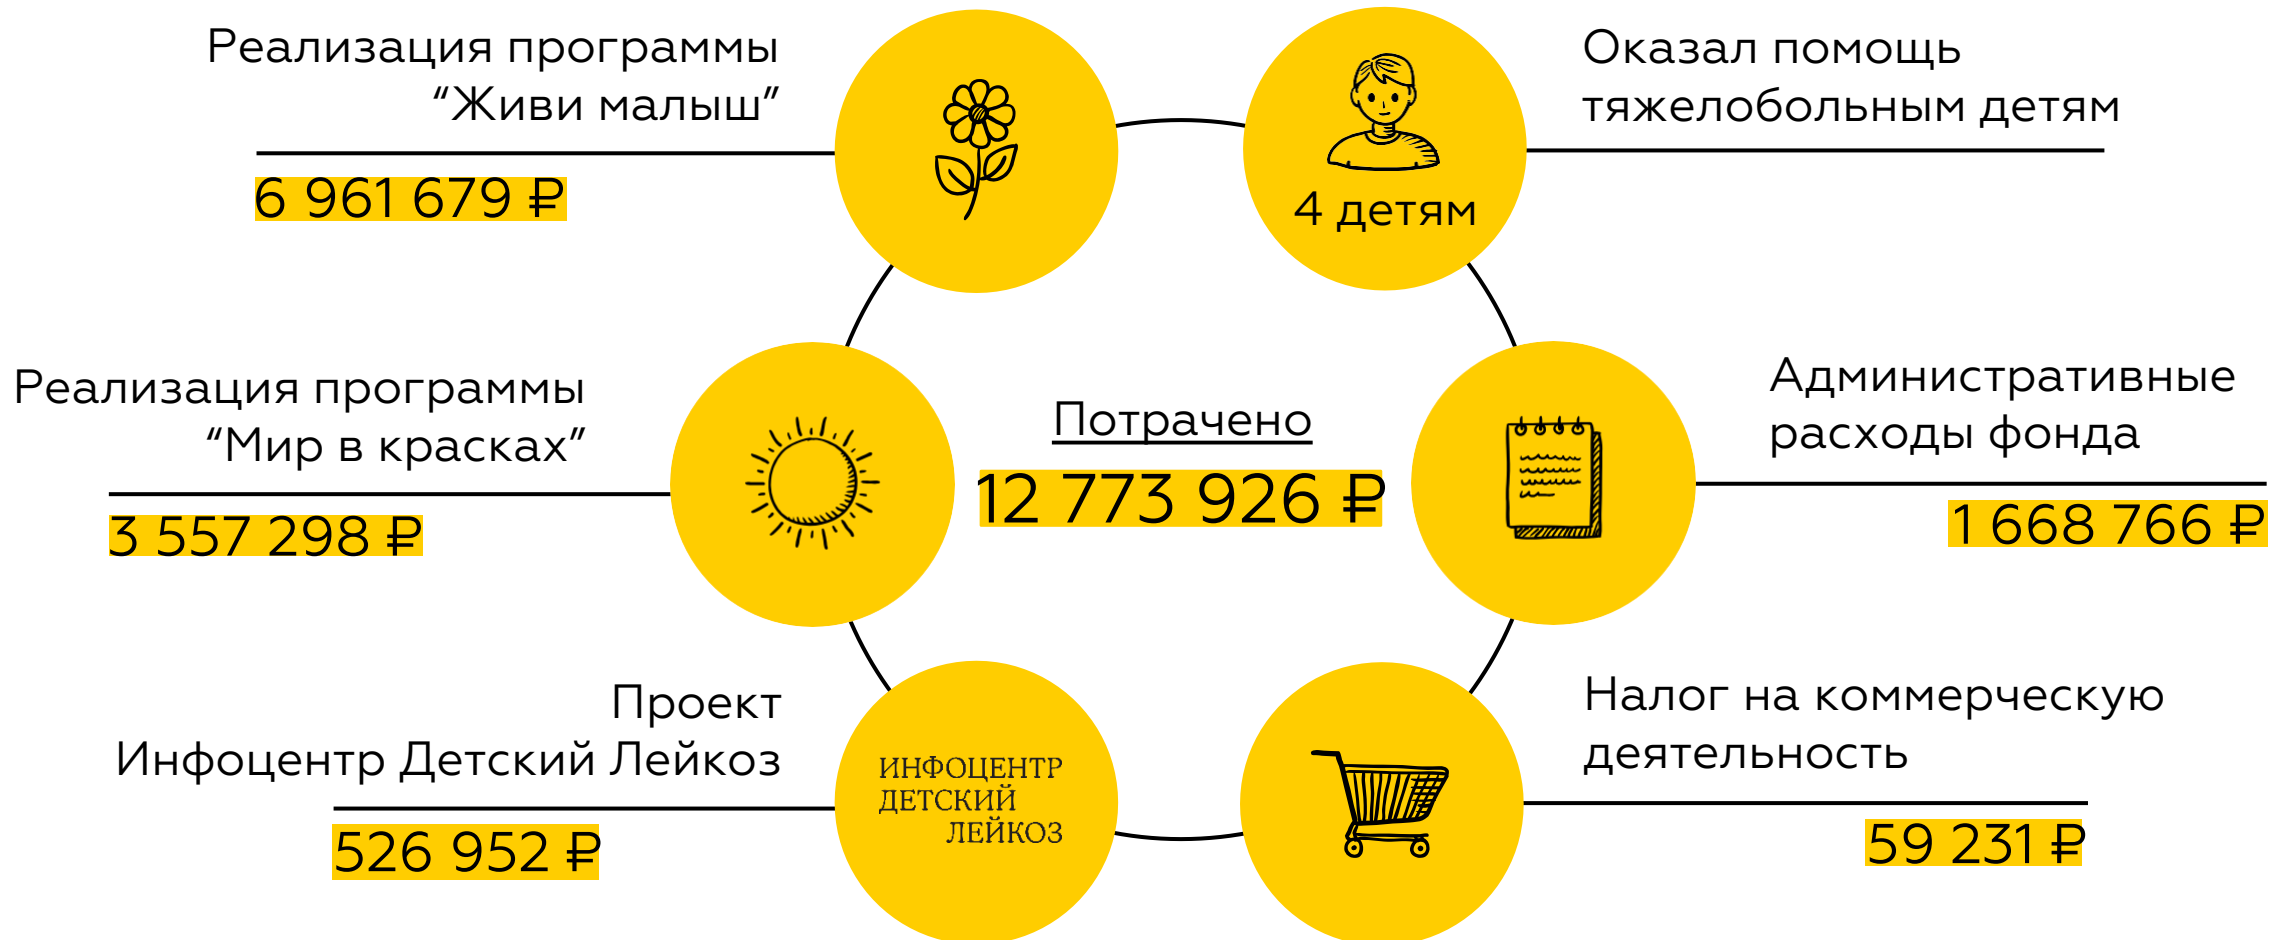 Реализация программы
“Живи малыш”
6 961 679 ₽
4 детям
Оказал помощь
тяжелобольным детям
Реализация программы
“Мир в красках”
3 557 298 ₽
Потрачено
12 773 926 ₽
Административные
расходы фонда
1 668 766 ₽
Проект
Инфоцентр Детский Лейкоз
526 952 ₽
ИНФОЦЕНТР
ДЕТСКИЙ
ЛЕЙКОЗ
Налог на коммерческую
деятельность
59 231 ₽